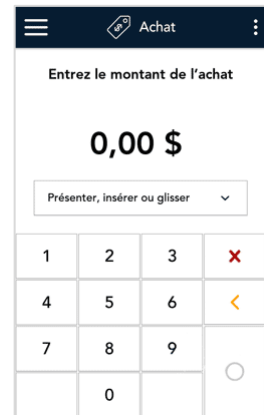 Achat
Entrez le montant de l'achat
0,00 $
Présenter, insérer ou glisser
1 2 3
4 5 6
7 8 9
0